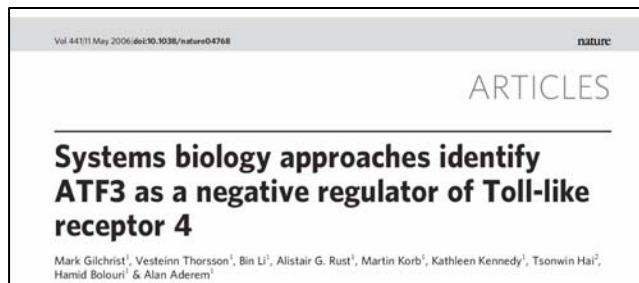 Vol 441|11 May 2006|doi:10.1038/nature04768 nature
ARTICLES
Systems biology approaches identify
ATF3 as a negative regulator of Toll-like
receptor 4
Mark Gilchrist¹, Vesteinn Thorsson¹, Bin Li¹, Alistair G. Rust¹, Martin Korb¹, Kathleen Kennedy¹, Tsonwin Hai²,
Hamid Bolouri¹ & Alan Aderem¹